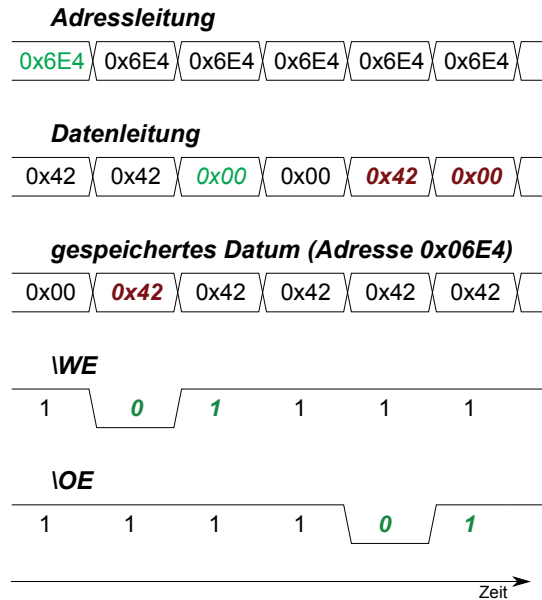 Adressleitung
0x6E4 0x6E4 0x6E4 0x6E4 0x6E4 0x6E4
Datenleitung
0x42 0x42 0x00 0x00 0x42 0x00
gespeichertes Datum (Adresse 0x06E4)
0x00 0x42 0x42 0x42 0x42 0x42
\WE
1 0 1 1 1 1
\OE
1 1 1 1 0 1
Zeit